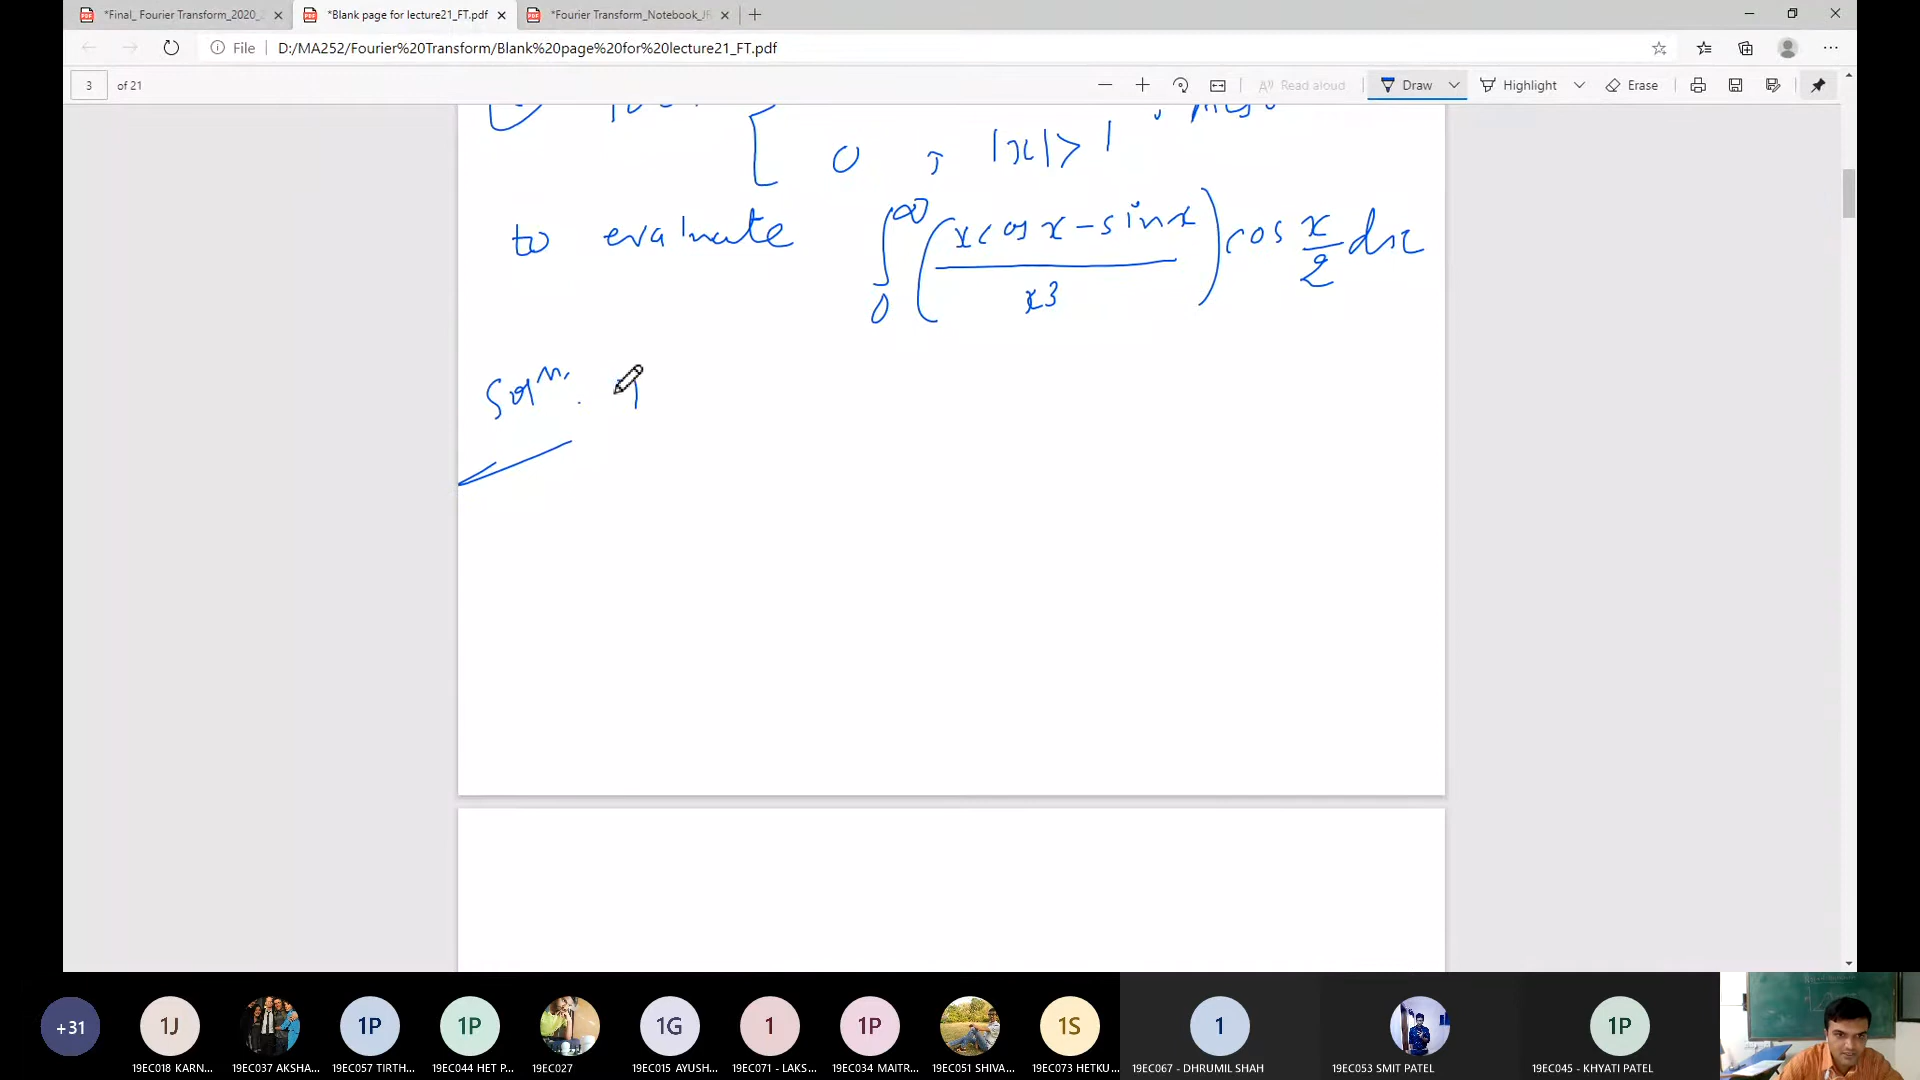 *Final_ Fourier Transform_2020_
*Blank page for lecture21_FT.pdf
*Fourier Transform_Notebook_JF
File
D:/MA252/Fourier%20Transform/Blank%20page%20for%20lecture21_FT.pdf
3 of 21
Read aloud
Draw
Highlight
Erase
0 , |x| > 1
to evaluate ∫₀^∞ ( (x cos x - sin x) / x³ ) cos x/2 dx
Solⁿ.
+31
1J
1P
1P
1G
1
1P
1S
1
1P
19EC018 KARN...
19EC037 AKSHA...
19EC057 TIRTH...
19EC044 HET P...
19EC027
19EC015 AYUSH...
19EC071 - LAKS...
19EC034 MAITR...
19EC051 SHIVA...
19EC073 HETKU...
19EC067 - DHRUMIL SHAH
19EC053 SMIT PATEL
19EC045 - KHYATI PATEL